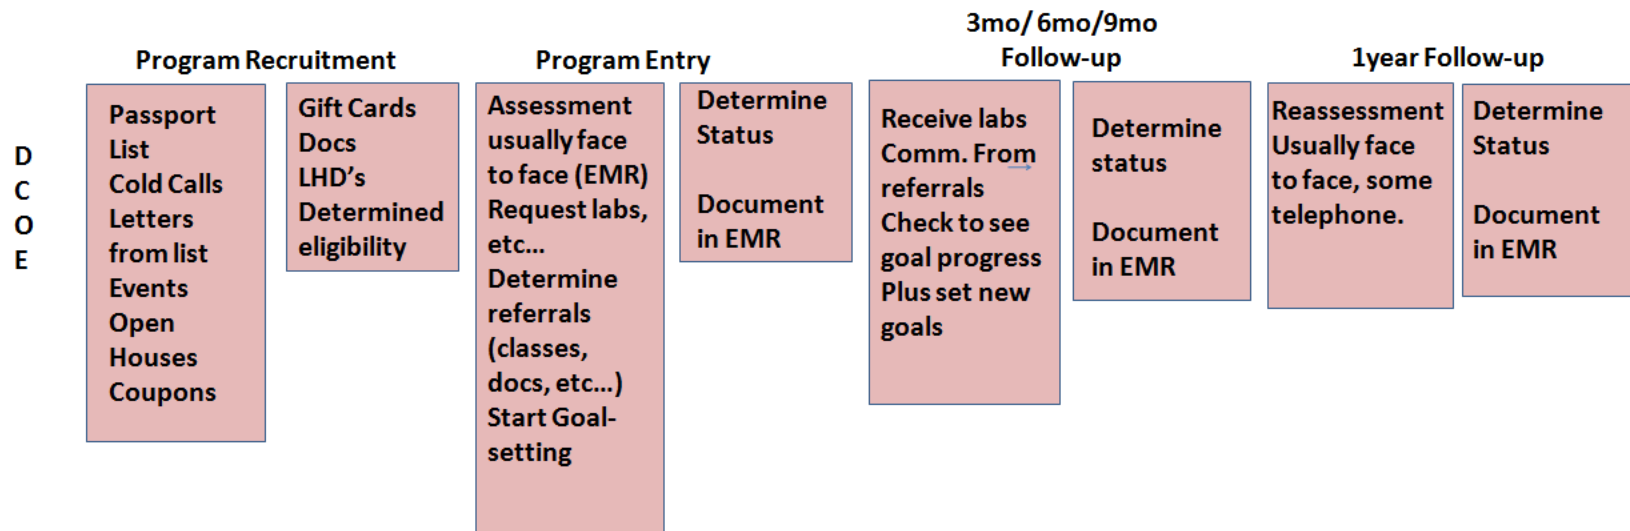 D
C
O
E
Program Recruitment
Passport
List
Cold Calls
Letters
from list
Events
Open
Houses
Coupons
Gift Cards
Docs
LHD’s
Determined
eligibility
Program Entry
Assessment
usually face
to face (EMR)
Request labs,
etc…
Determine
referrals
(classes,
docs, etc…)
Start Goal-
setting
Determine
Status
Document
in EMR
3mo/ 6mo/9mo
Follow-up
Receive labs
Comm. From
referrals
Check to see
goal progress
Plus set new
goals
Determine
status
Document
in EMR
1year Follow-up
Reassessment
Usually face
to face, some
telephone.
Determine
Status
Document
in EMR